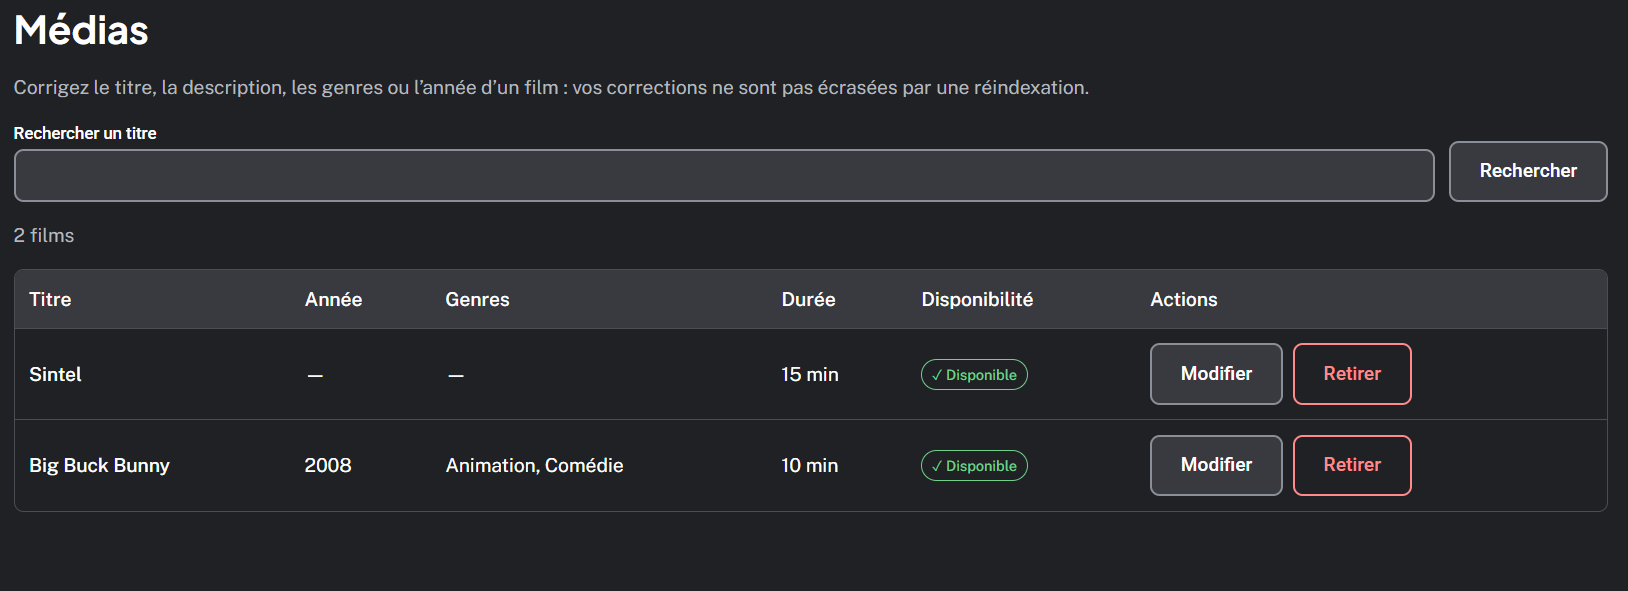 Médias
Corrigez le titre, la description, les genres ou l’année d’un film : vos corrections ne sont pas écrasées par une réindexation.
Rechercher un titre
Rechercher
2 films
Titre Année Genres Durée Disponibilité Actions
Sintel — — 15 min ✓ Disponible Modifier Retirer
Big Buck Bunny 2008 Animation, Comédie 10 min ✓ Disponible Modifier Retirer